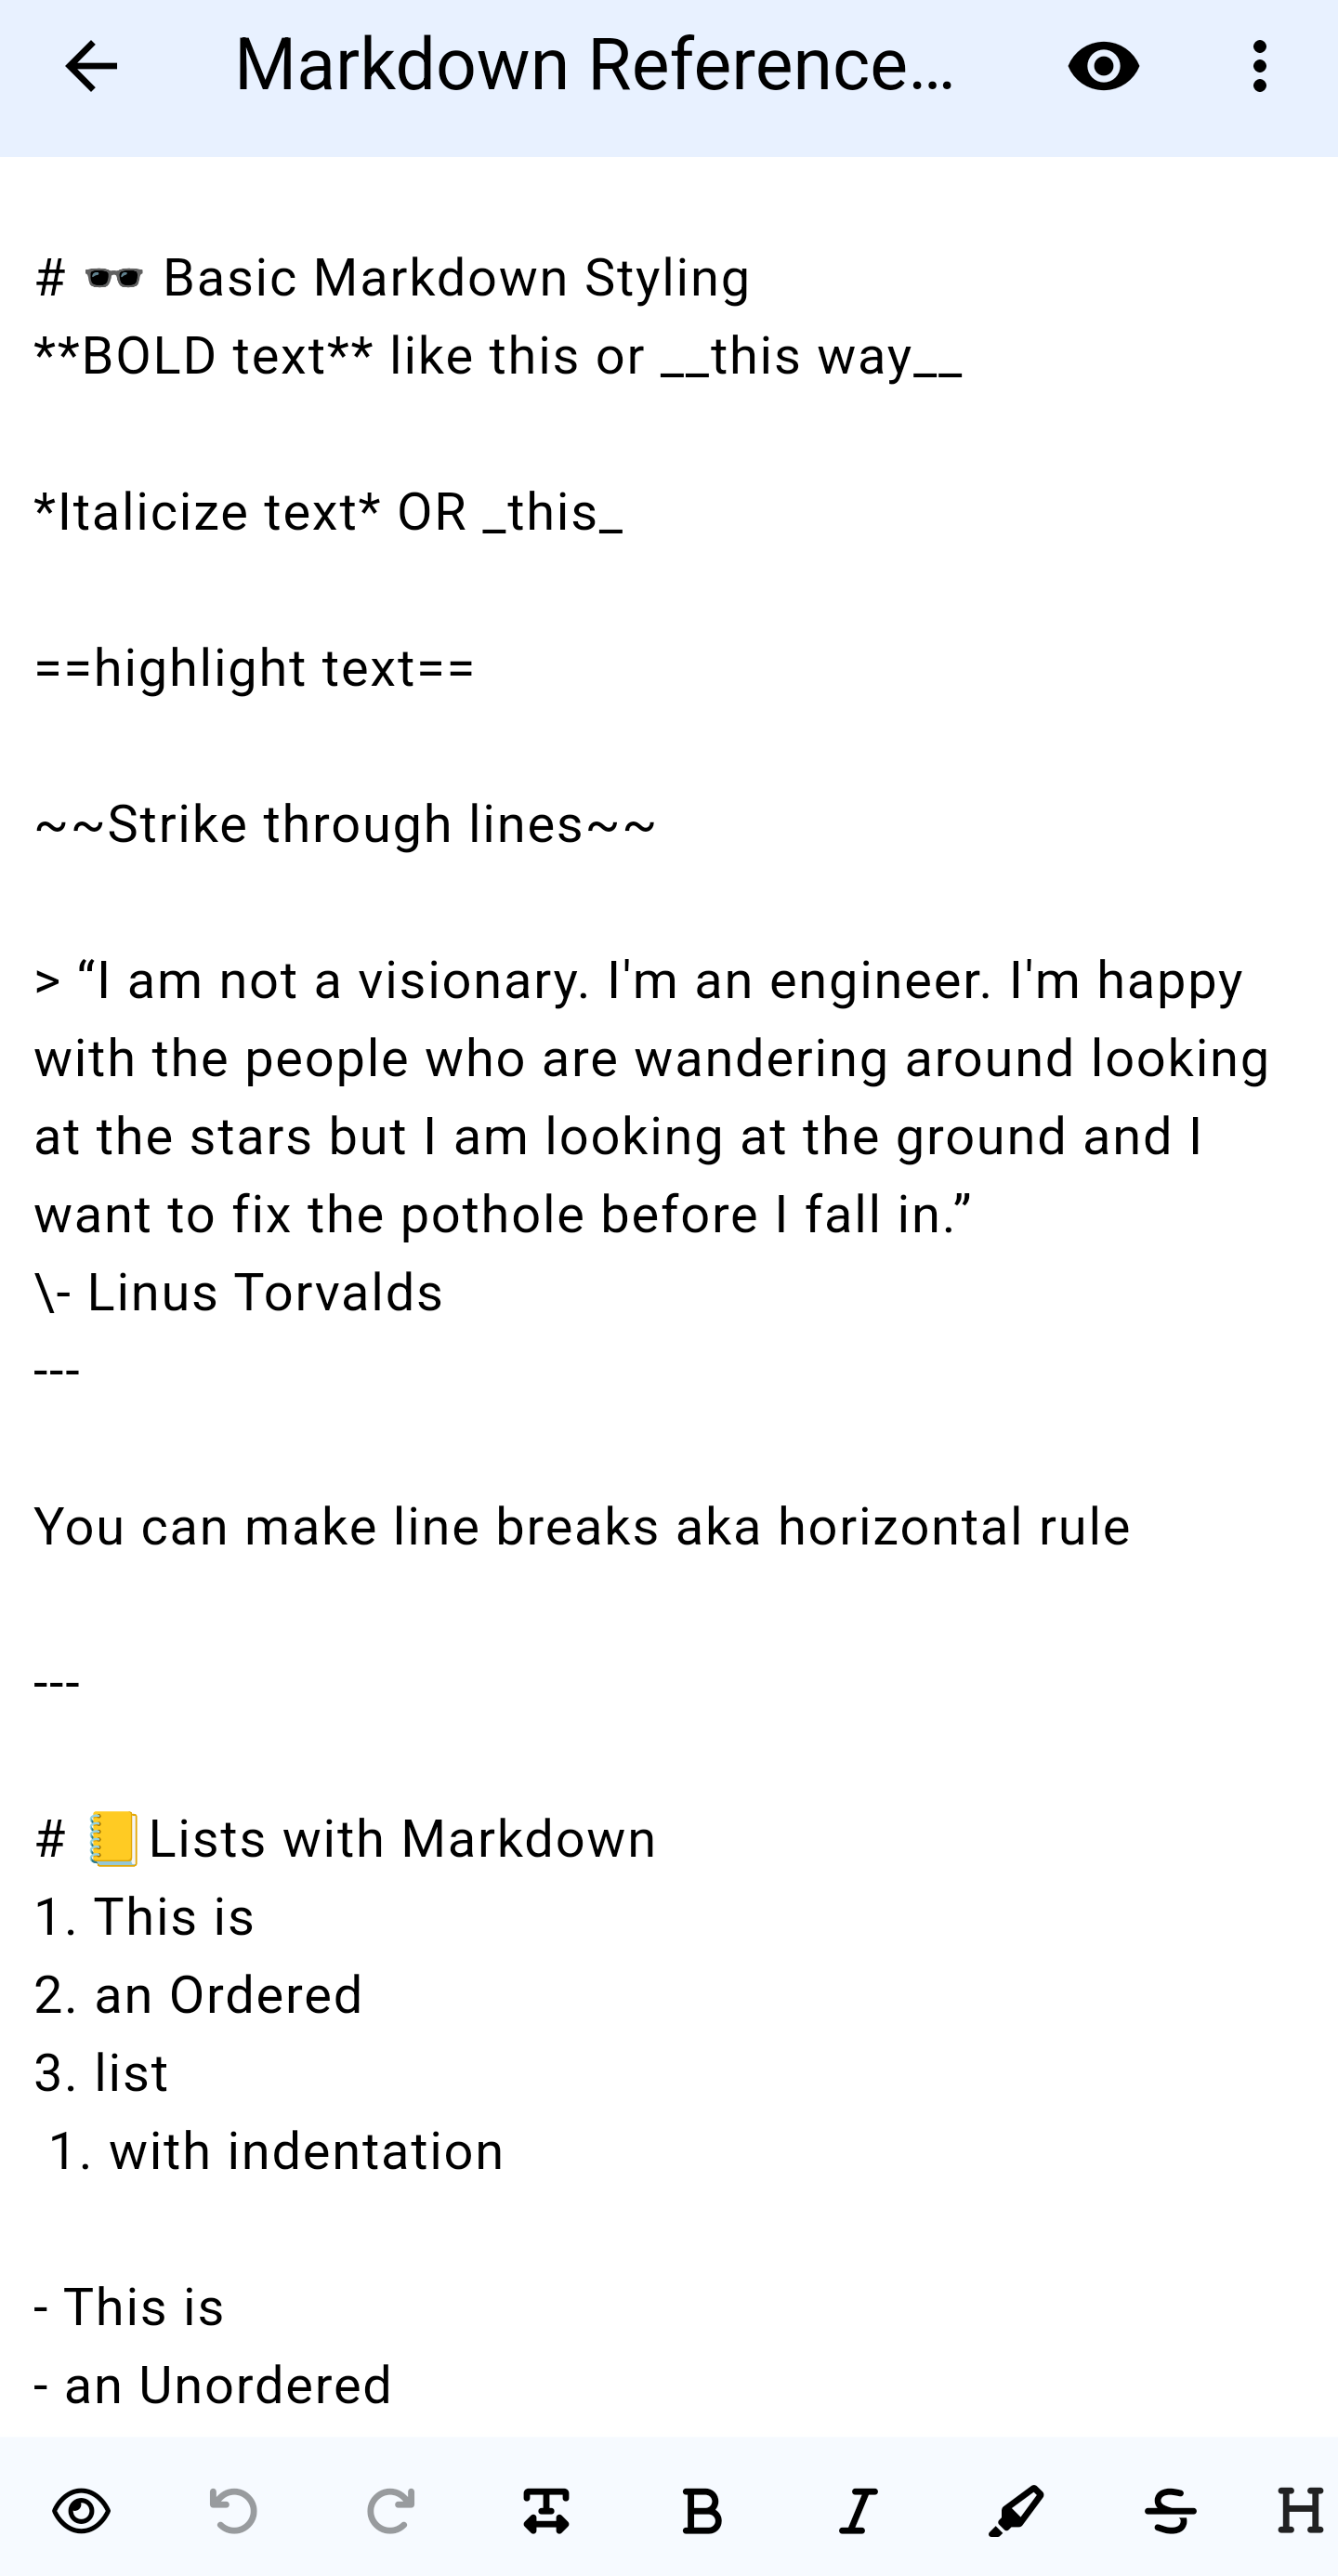 Markdown Reference...
# 🕶️ Basic Markdown Styling
**BOLD text** like this or __this way__
*Italicize text* OR _this_
==highlight text==
~~Strike through lines~~
> “I am not a visionary. I'm an engineer. I'm happy
with the people who are wandering around looking
at the stars but I am looking at the ground and I
want to fix the pothole before I fall in.”
\- Linus Torvalds
---
You can make line breaks aka horizontal rule
---
# 📒Lists with Markdown
1. This is
2. an Ordered
3. list
 1. with indentation
- This is
- an Unordered